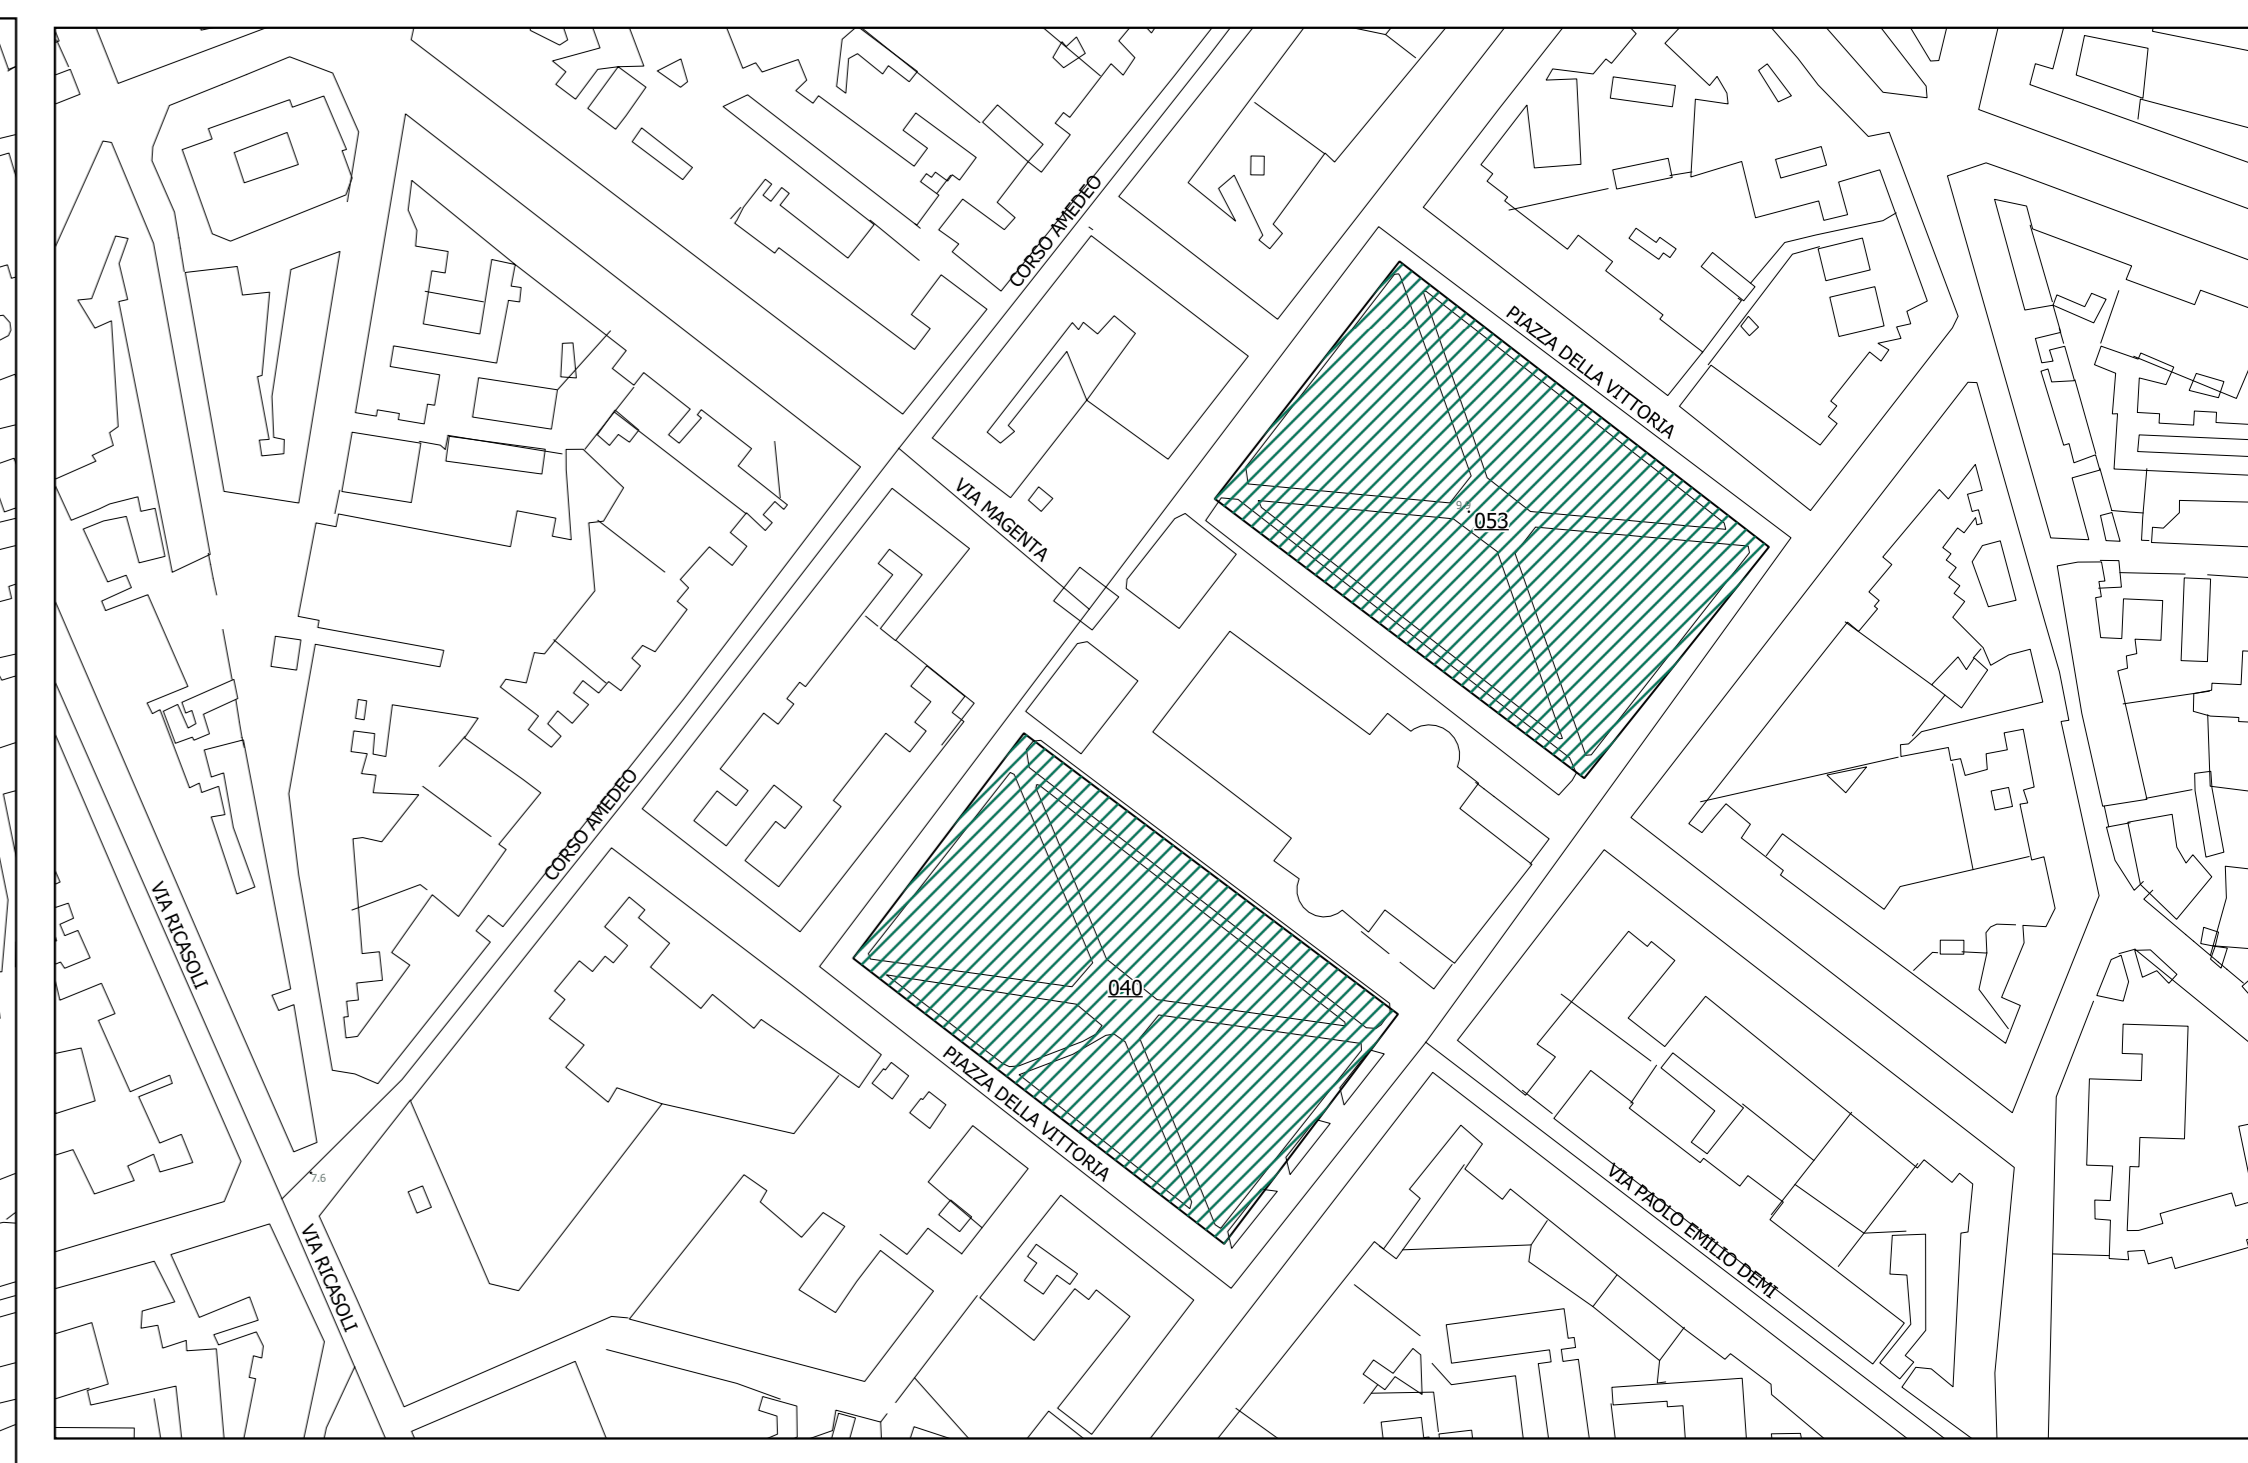 CORSO AMEDEO
PIAZZA DELLA VITTORIA
VIA MAGENTA
053
CORSO AMEDEO
VIA RICASOLI
040
PIAZZA DELLA VITTORIA
7.6
VIA PAOLO EMILIO DEMI
VIA RICASOLI